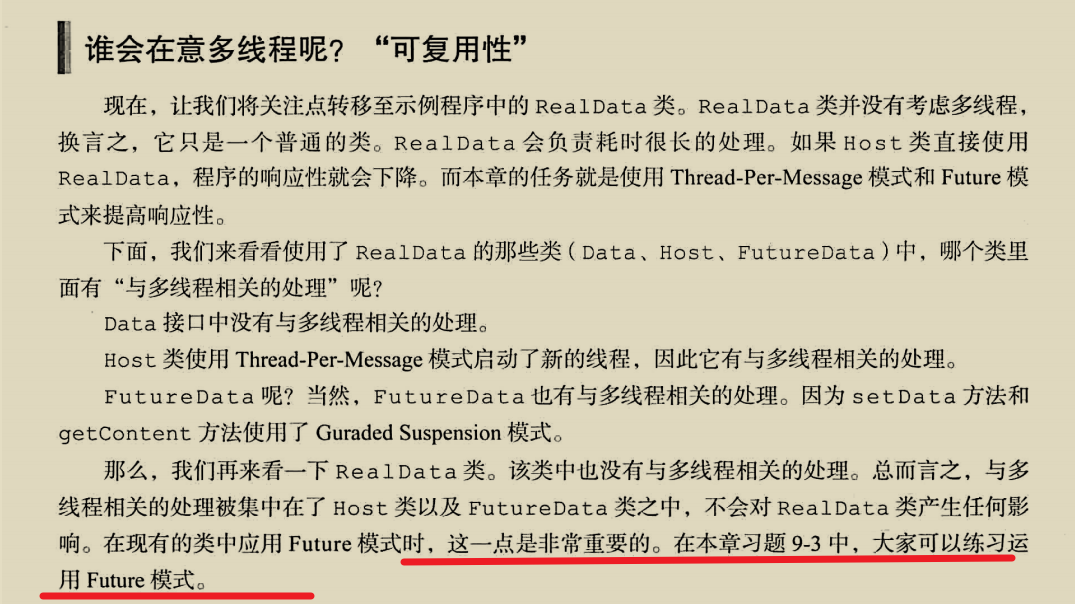 谁会在意多线程呢？“可复用性”
现在，让我们将关注点转移至示例程序中的 RealData 类。RealData 类并没有考虑多线程，
换言之，它只是一个普通的类。RealData 会负责耗时很长的处理。如果 Host 类直接使用
RealData，程序的响应性就会下降。而本章的任务就是使用 Thread-Per-Message 模式和 Future 模
式来提高响应性。
下面，我们来看看使用了 RealData 的那些类（Data、Host、FutureData）中，哪个类里
面有“与多线程相关的处理”呢？
Data 接口中没有与多线程相关的处理。
Host 类使用 Thread-Per-Message 模式启动了新的线程，因此它有与多线程相关的处理。
FutureData 呢？当然，FutureData 也有与多线程相关的处理。因为 setData 方法和
getContent 方法使用了 Guraded Suspension 模式。
那么，我们再来看一下 RealData 类。该类中也没有与多线程相关的处理。总而言之，与多
线程相关的处理被集中在了 Host 类以及 FutureData 类之中，不会对 RealData 类产生任何影
响。在现有的类中应用 Future 模式时，这一点是非常重要的。在本章习题 9-3 中，大家可以练习运
用 Future 模式。